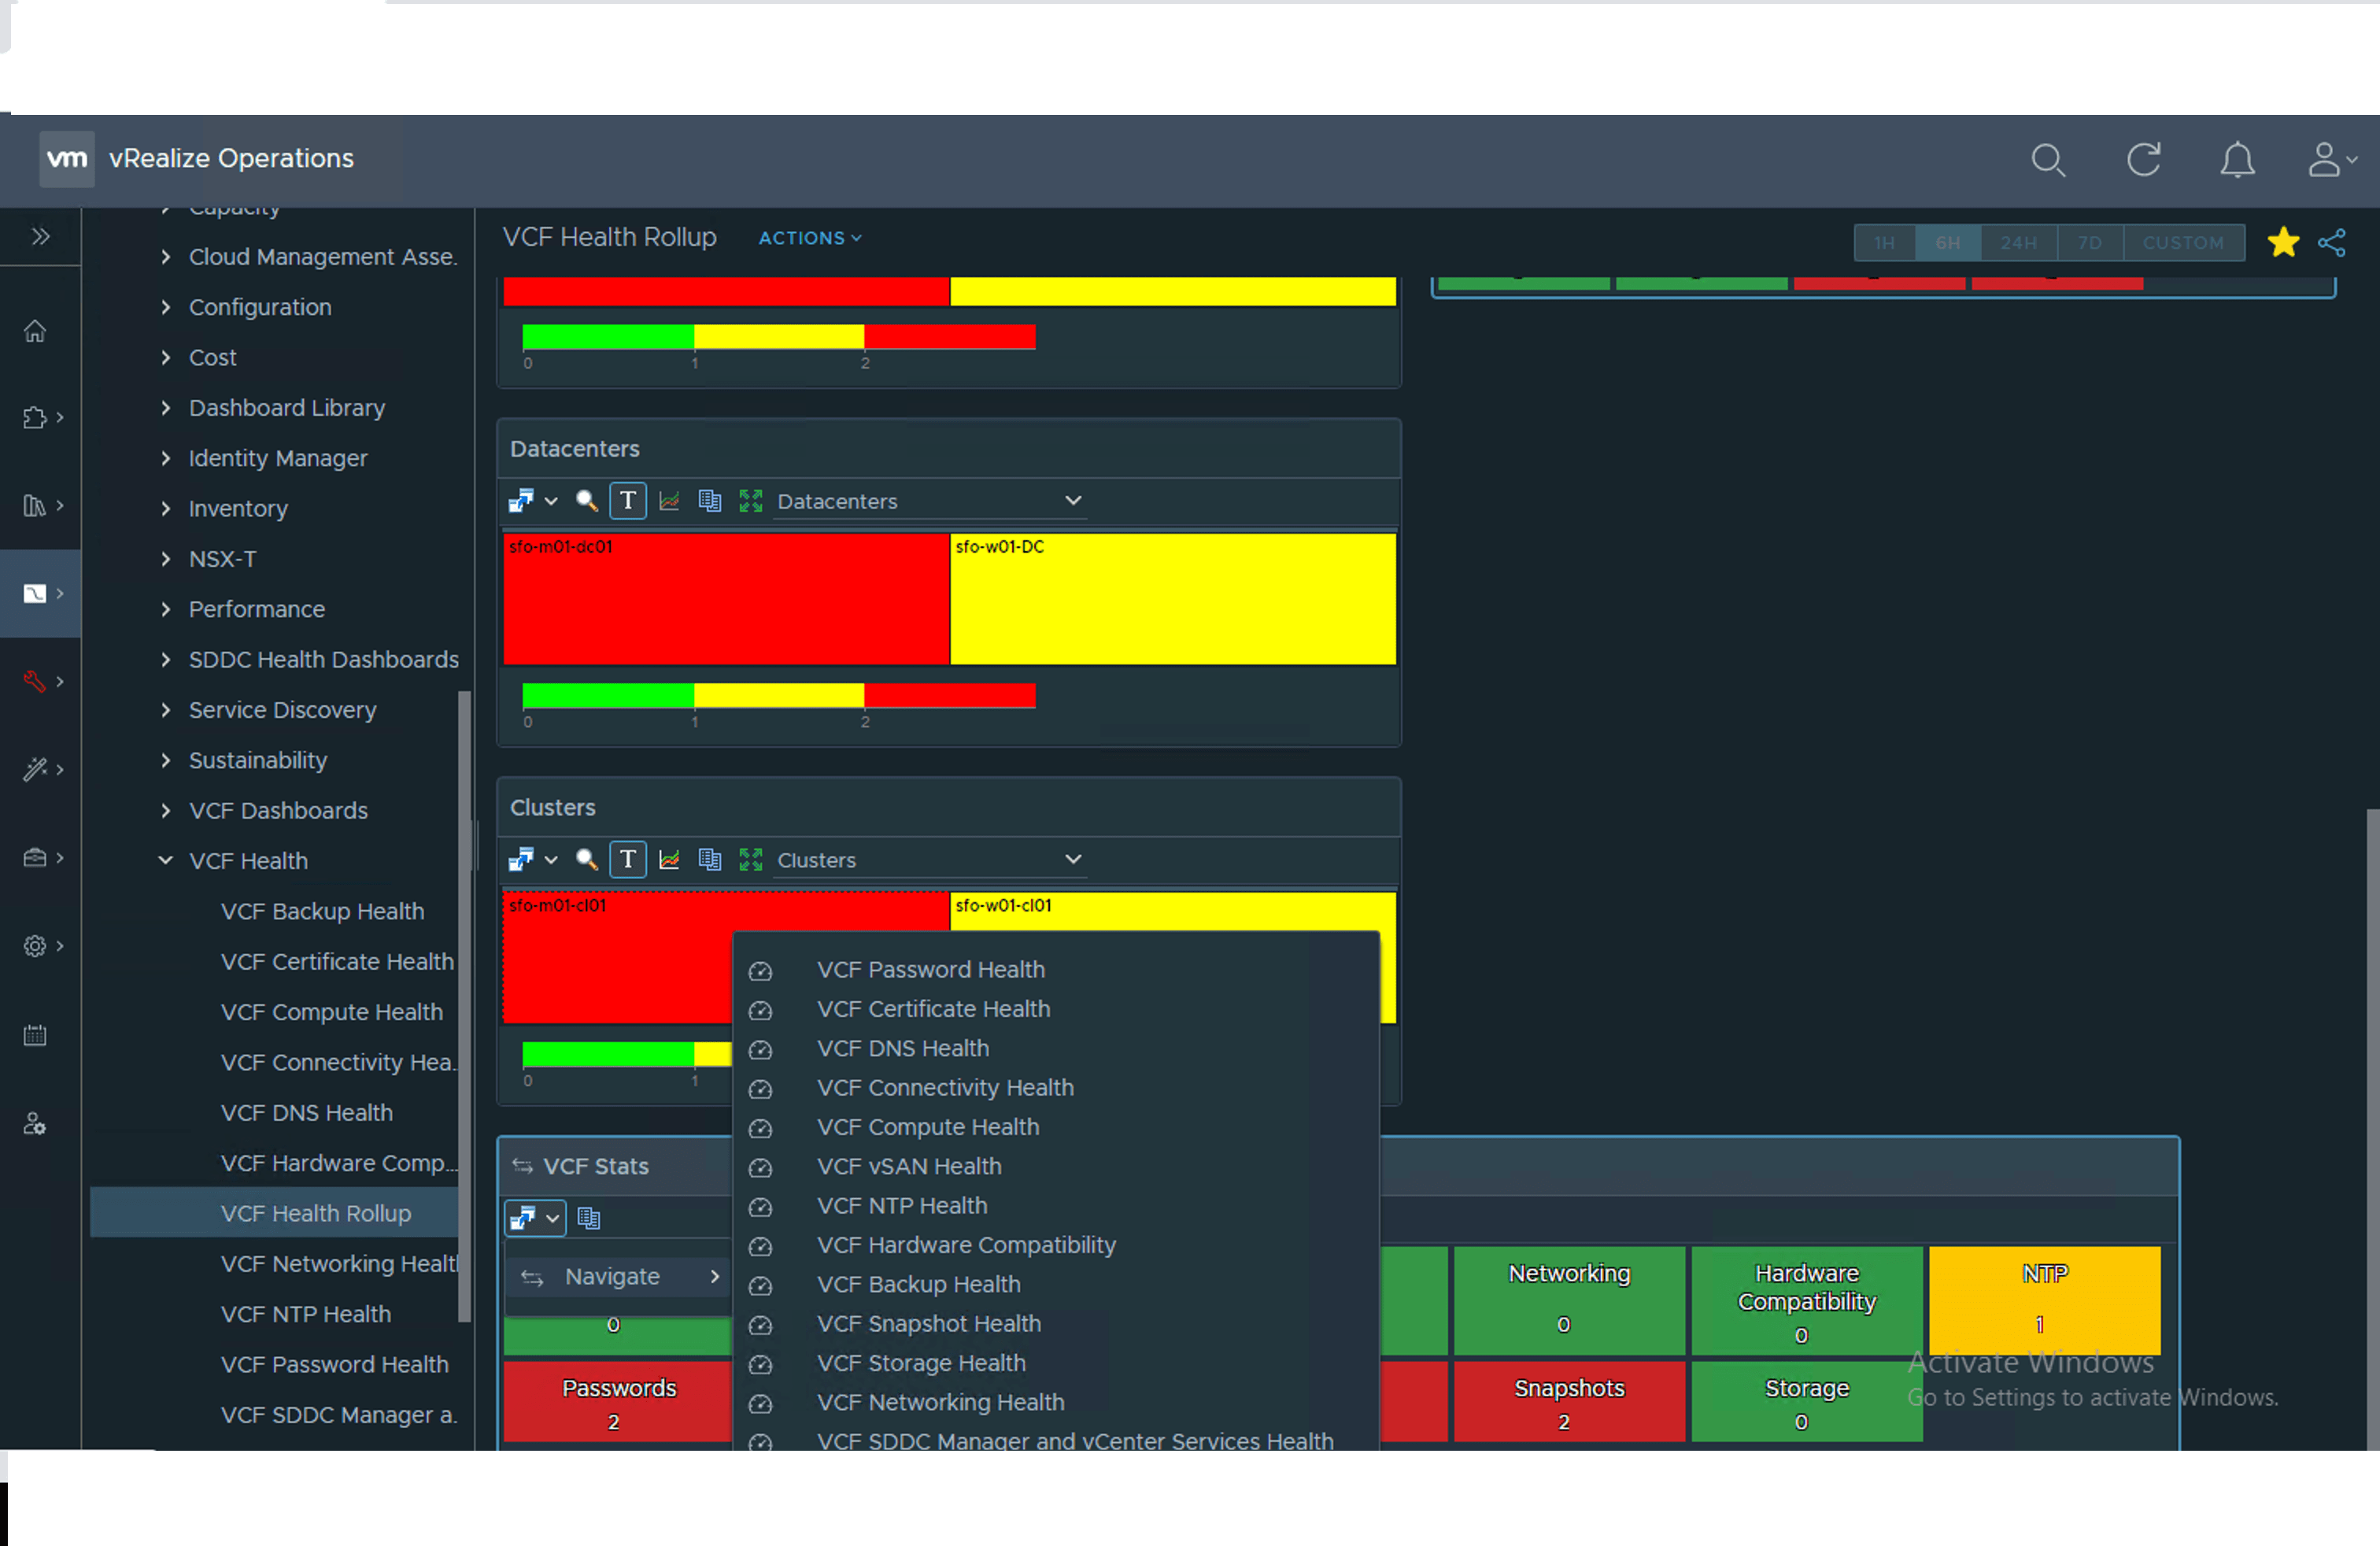 vm vRealize Operations
Capacity
Cloud Management Asse.
Configuration
Cost
Dashboard Library
Identity Manager
Inventory
NSX-T
Performance
SDDC Health Dashboards
Service Discovery
Sustainability
VCF Dashboards
VCF Health
VCF Backup Health
VCF Certificate Health
VCF Compute Health
VCF Connectivity Hea.
VCF DNS Health
VCF Hardware Comp...
VCF Health Rollup
VCF Networking Healt
VCF NTP Health
VCF Password Health
VCF SDDC Manager a.
VCF Health Rollup ACTIONS
1H 6H 24H 7D CUSTOM
0 1 2
Datacenters
T Datacenters
sfo-m01-dc01 sfo-w01-DC
0 1 2
Clusters
T Clusters
sfo-m01-cl01 sfo-w01-cl01
0 1
VCF Stats
Navigate
VCF Password Health
VCF Certificate Health
VCF DNS Health
VCF Connectivity Health
VCF Compute Health
VCF vSAN Health
VCF NTP Health
VCF Hardware Compatibility
VCF Backup Health
VCF Snapshot Health
VCF Storage Health
VCF Networking Health
VCF SDDC Manager and vCenter Services Health
0
Networking
0
Hardware
Compatibility
0
NTP
1
Passwords
2
Snapshots
2
Storage
0
Activate Windows
Go to Settings to activate Windows.